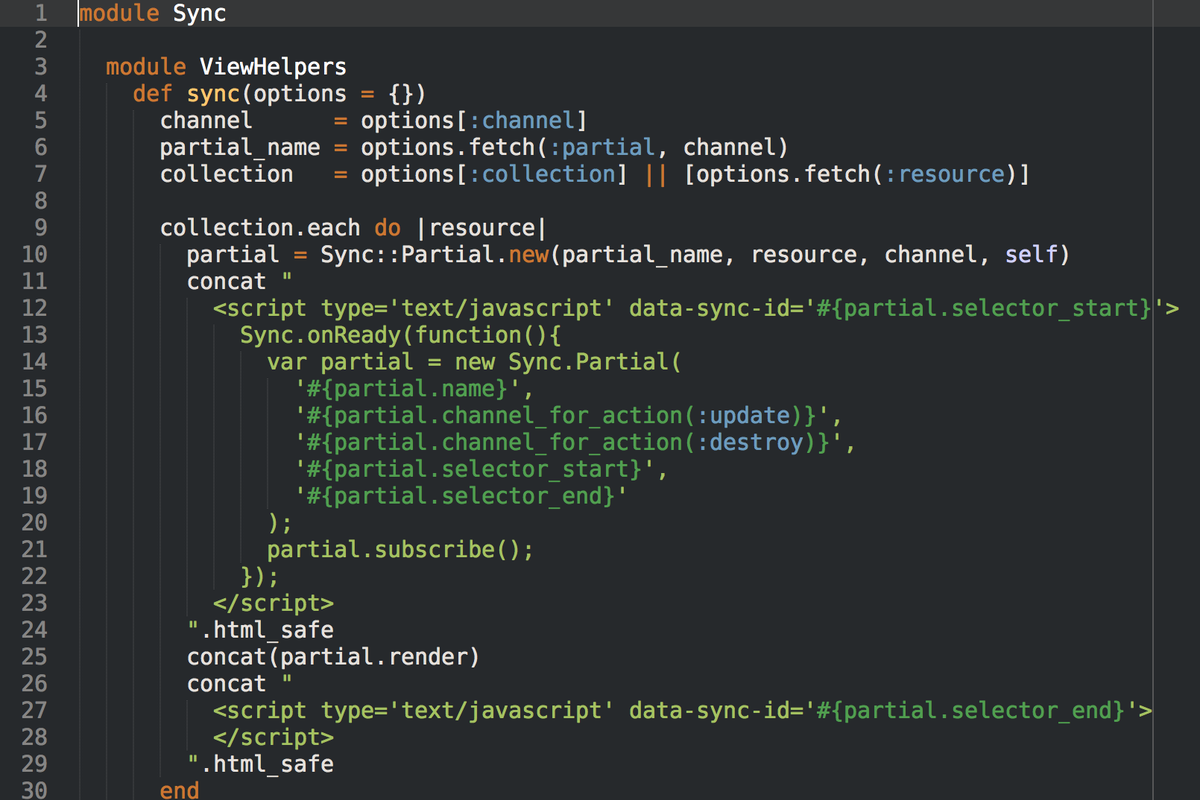 1 module Sync
2
3   module ViewHelpers
4     def sync(options = {})
5       channel      = options[:channel]
6       partial_name = options.fetch(:partial, channel)
7       collection   = options[:collection] || [options.fetch(:resource)]
8
9       collection.each do |resource|
10         partial = Sync::Partial.new(partial_name, resource, channel, self)
11         concat "
12           <script type='text/javascript' data-sync-id='#{partial.selector_start}'>
13             Sync.onReady(function(){
14               var partial = new Sync.Partial(
15                 '#{partial.name}',
16                 '#{partial.channel_for_action(:update)}',
17                 '#{partial.channel_for_action(:destroy)}',
18                 '#{partial.selector_start}',
19                 '#{partial.selector_end}'
20               );
21               partial.subscribe();
22             });
23           </script>
24         ".html_safe
25         concat(partial.render)
26         concat "
27           <script type='text/javascript' data-sync-id='#{partial.selector_end}'>
28           </script>
29         ".html_safe
30       end